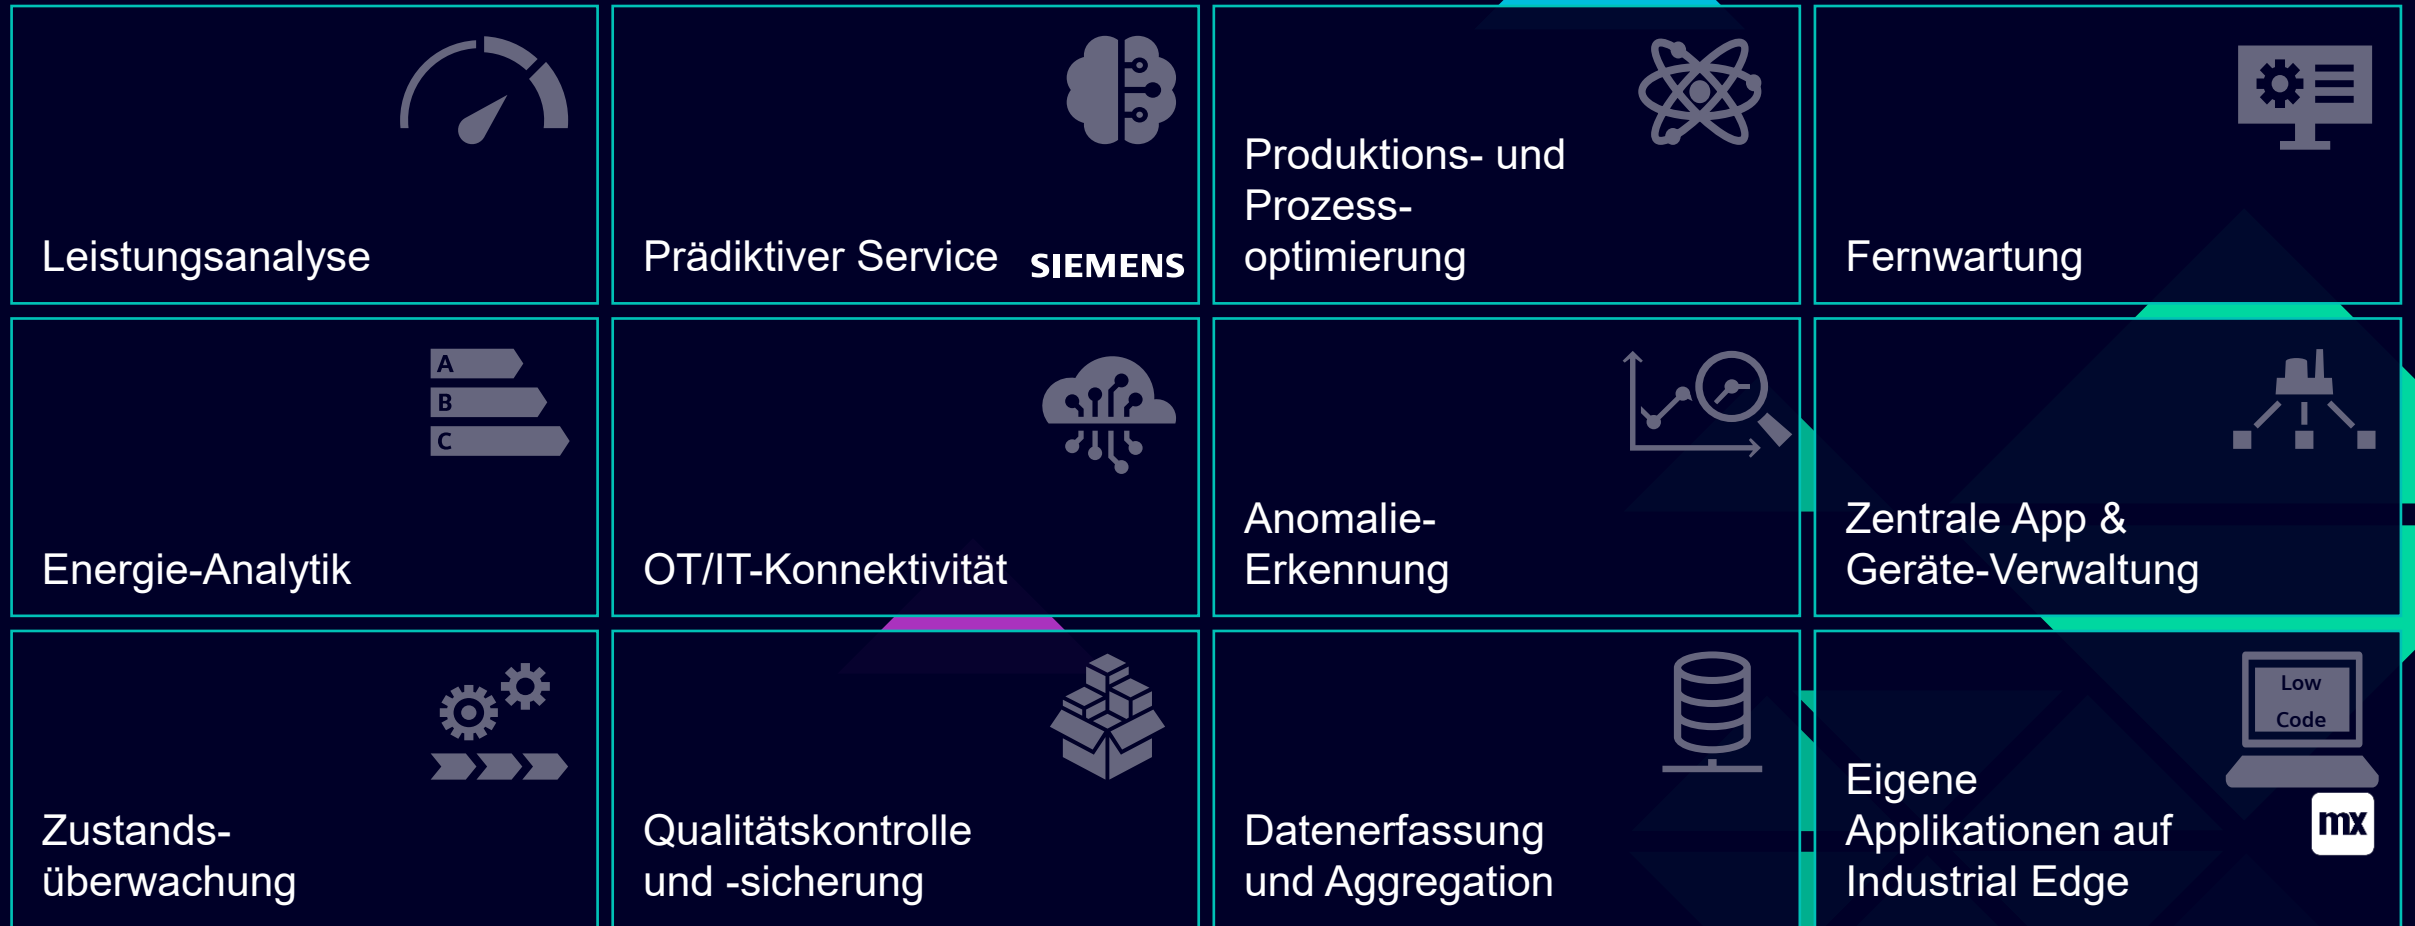 Leistungsanalyse
Prädiktiver Service
SIEMENS
Produktions- und
Prozess-
optimierung
Fernwartung
A
B
C
Energie-Analytik
OT/IT-Konnektivität
Anomalie-
Erkennung
Zentrale App &
Geräte-Verwaltung
Zustands-
überwachung
Qualitätskontrolle
und -sicherung
Datenerfassung
und Aggregation
Low
Code
Eigene
Applikationen auf
Industrial Edge
mx